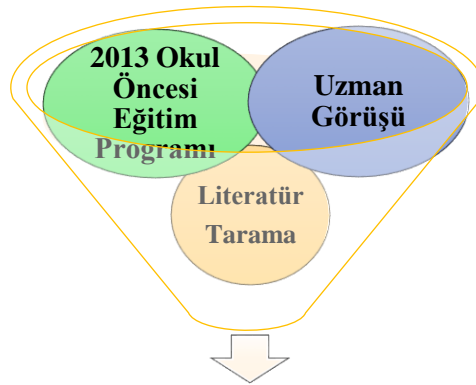 2013 Okul
Öncesi
Eğitim
Programı
Uzman
Görüşü
Literatür
Tarama